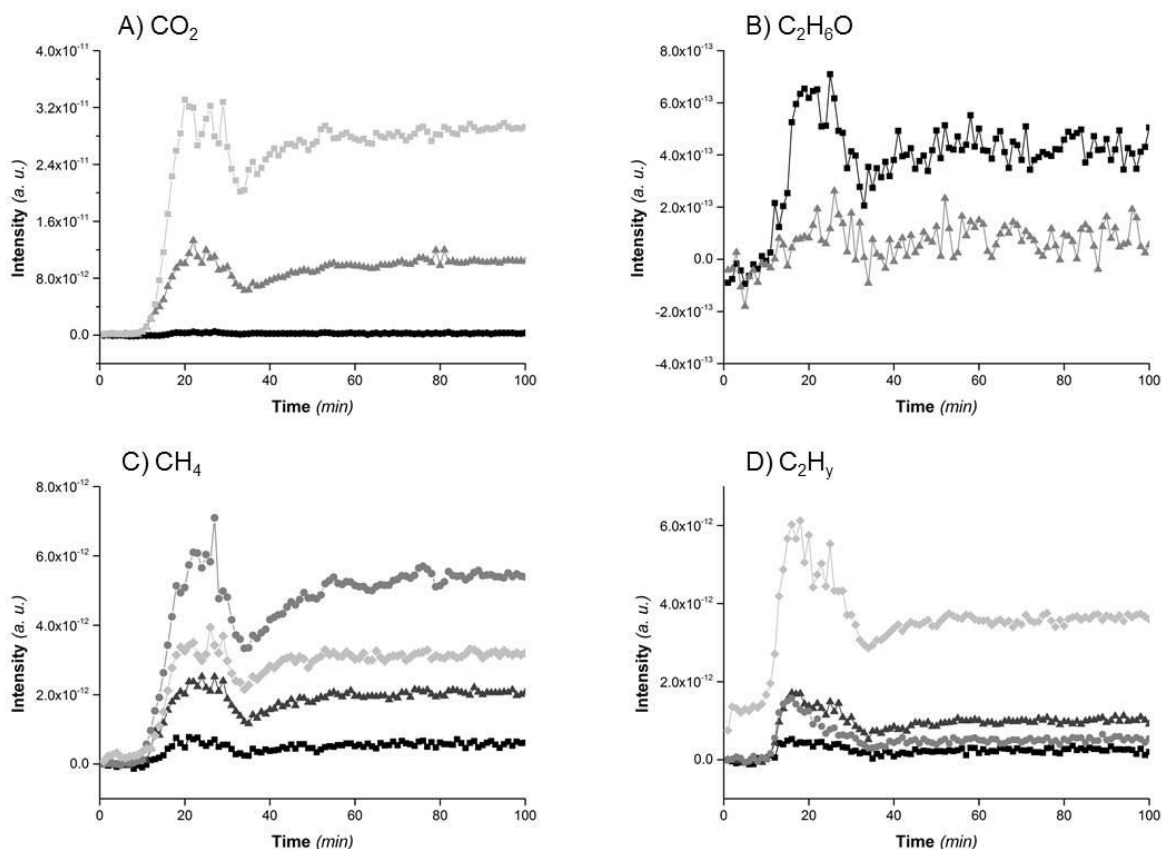 A) CO₂
4.0x10⁻¹¹
3.2x10⁻¹¹
2.4x10⁻¹¹
1.6x10⁻¹¹
8.0x10⁻¹²
0.0
Intensity (a. u.)
0 20 40 60 80 100
Time (min)
B) C₂H₆O
8.0x10⁻¹³
6.0x10⁻¹³
4.0x10⁻¹³
2.0x10⁻¹³
0.0
-2.0x10⁻¹³
-4.0x10⁻¹³
Intensity (a. u.)
0 20 40 60 80 100
Time (min)
C) CH₄
8.0x10⁻¹²
6.0x10⁻¹²
4.0x10⁻¹²
2.0x10⁻¹²
0.0
Intensity (a. u.)
0 20 40 60 80 100
Time (min)
D) C₂Hᵧ
6.0x10⁻¹²
4.0x10⁻¹²
2.0x10⁻¹²
0.0
Intensity (a. u.)
0 20 40 60 80 100
Time (min)